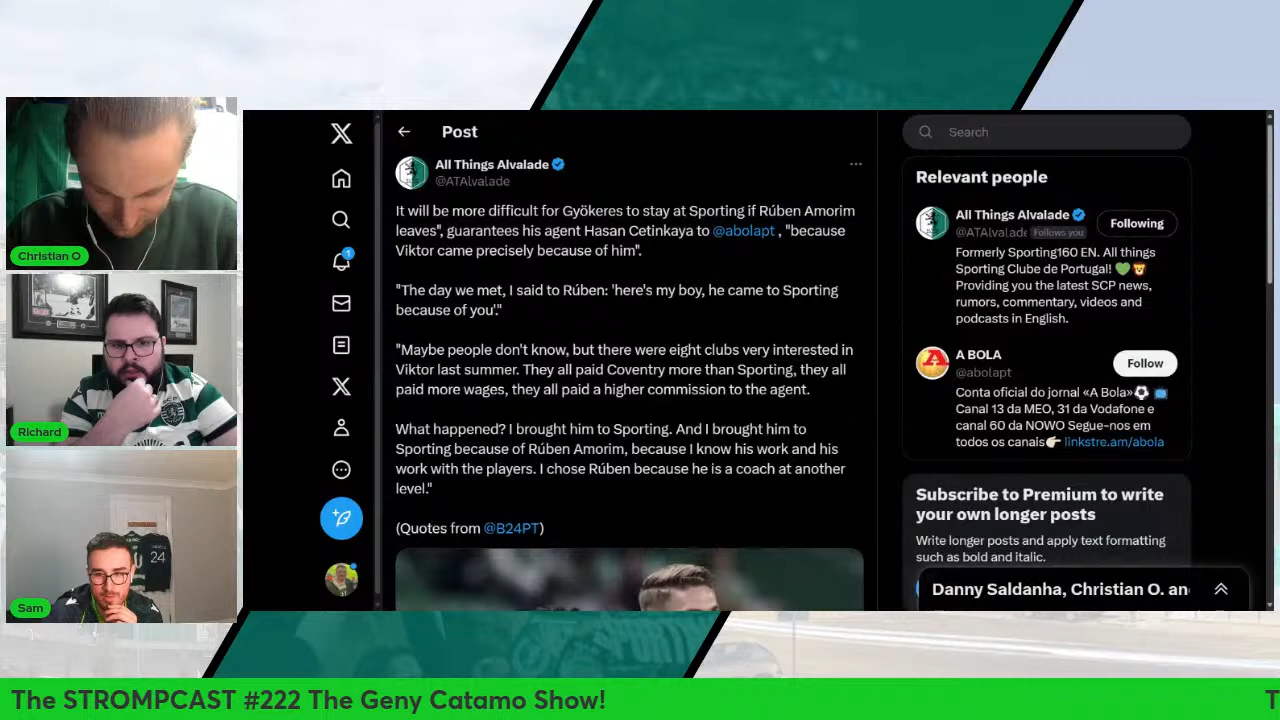 Christian O
Richard
Sam
24
Post
All Things Alvalade
@ATAlvalade
It will be more difficult for Gyökeres to stay at Sporting if Rúben Amorim
leaves", guarantees his agent Hasan Cetinkaya to @abolapt , "because
Viktor came precisely because of him".
"The day we met, I said to Rúben: 'here's my boy, he came to Sporting
because of you'."
"Maybe people don't know, but there were eight clubs very interested in
Viktor last summer. They all paid Coventry more than Sporting, they all
paid more wages, they all paid a higher commission to the agent.
What happened? I brought him to Sporting. And I brought him to
Sporting because of Rúben Amorim, because I know his work and his
work with the players. I chose Rúben because he is a coach at another
level."
(Quotes from @B24PT)
1
Search
Relevant people
All Things Alvalade
@ATAlvalade Follows you
Following
Formerly Sporting160 EN. All things
Sporting Clube de Portugal! 💚🦁
Providing you the latest SCP news,
rumors, commentary, videos and
podcasts in English.
A BOLA
@abolapt
Follow
Conta oficial do jornal «A Bola»⚽ 📺
Canal 13 da MEO, 31 da Vodafone e
canal 60 da NOWO Segue-nos em
todos os canais👉 linkstre.am/abola
Subscribe to Premium to write
your own longer posts
Write longer posts and apply text formatting
such as bold and italic.
Danny Saldanha, Christian O. an
The STROMPCAST #222 The Geny Catamo Show!
T